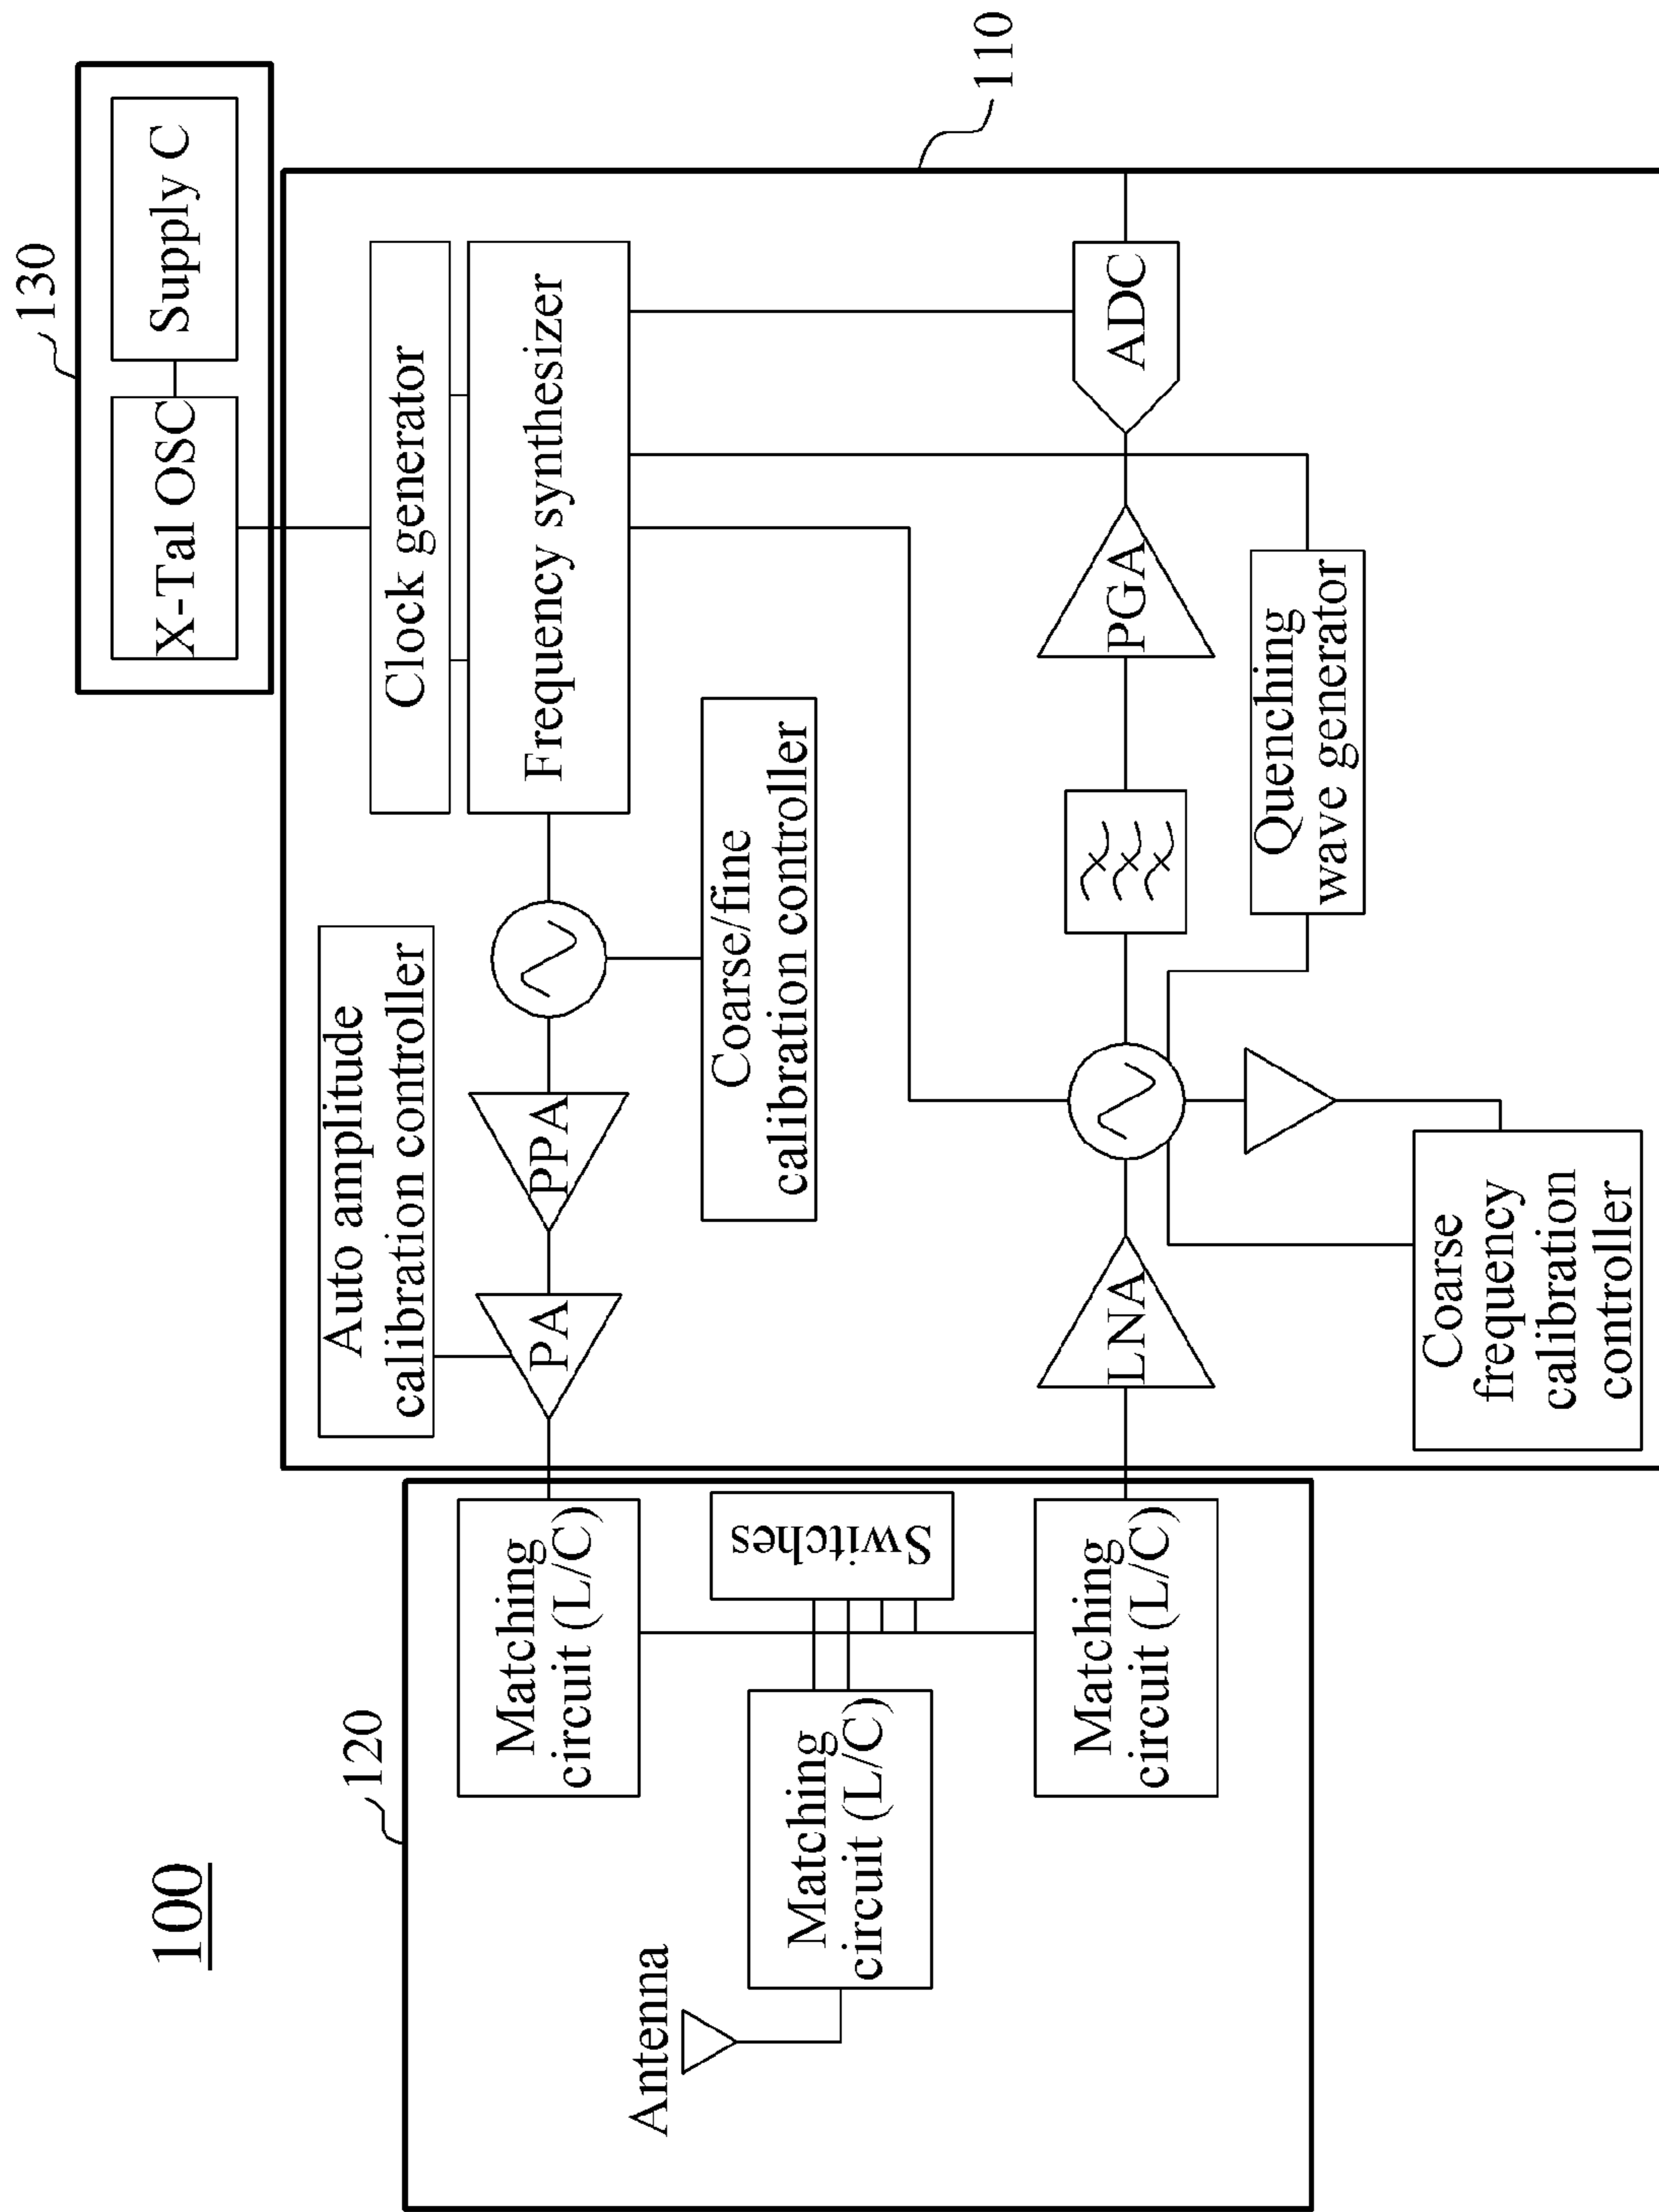 100
120
130
110
Antenna
Matching
circuit (L/C)
Matching
circuit (L/C)
Switches
Matching
circuit (L/C)
Auto amplitude
calibration controller
PA
PPA
Coarse/fine
calibration controller
X-Tal OSC
Supply C
Clock generator
Frequency synthesizer
LNA
PGA
ADC
Coarse
frequency
calibration
controller
Quenching
wave generator